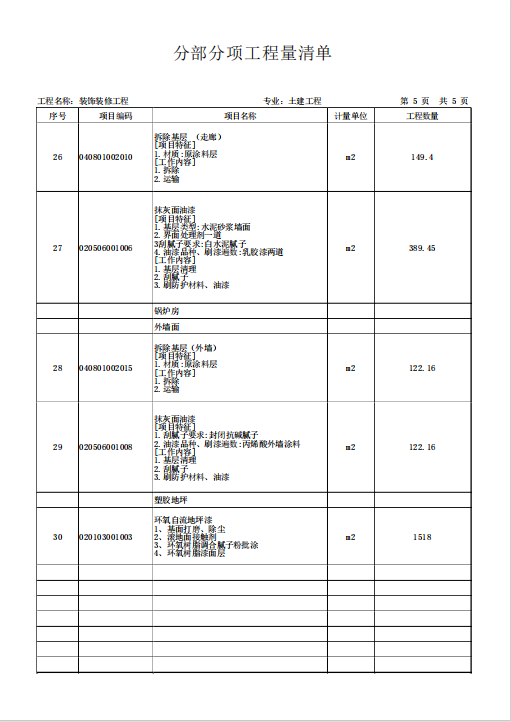 分部分项工程量清单
工程名称: 装饰装修工程 专业: 土建工程 第 5 页 共 5 页
序号 项目编码 项目名称 计量单位 工程数量
26 040801002010 拆除基层 (走廊) m2 149.4
[项目特征]
1.材质:原涂料层
[工作内容]
1.拆除
2.运输
27 020506001006 抹灰面油漆 m2 389.45
[项目特征]
1.基层类型:水泥砂浆墙面
2.界面处理剂一道
3刮腻子要求:白水泥腻子
4.油漆品种、刷漆遍数:乳胶漆两道
[工作内容]
1.基层清理
2.刮腻子
3.刷防护材料、油漆
锅炉房
外墙面
28 040801002015 拆除基层(外墙) m2 122.16
[项目特征]
1.材质:原涂料层
[工作内容]
1.拆除
2.运输
29 020506001008 抹灰面油漆 m2 122.16
[项目特征]
1.刮腻子要求:封闭抗碱腻子
2.油漆品种、刷漆遍数:丙烯酸外墙涂料
[工作内容]
1.基层清理
2.刮腻子
3.刷防护材料、油漆
塑胶地坪
30 020103001003 环氧自流地坪漆 m2 1518
1、基面打磨、除尘
2、滚地面接触剂
3、环氧树脂调合腻子粉批涂
4、环氧树脂漆面层